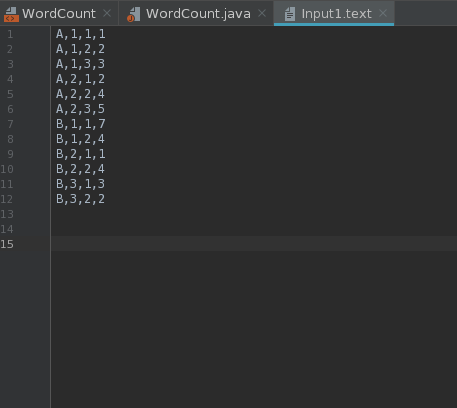 WordCount WordCount.java Input1.text
1 A,1,1,1
2 A,1,2,2
3 A,1,3,3
4 A,2,1,2
5 A,2,2,4
6 A,2,3,5
7 B,1,1,7
8 B,1,2,4
9 B,2,1,1
10 B,2,2,4
11 B,3,1,3
12 B,3,2,2
13
14
15